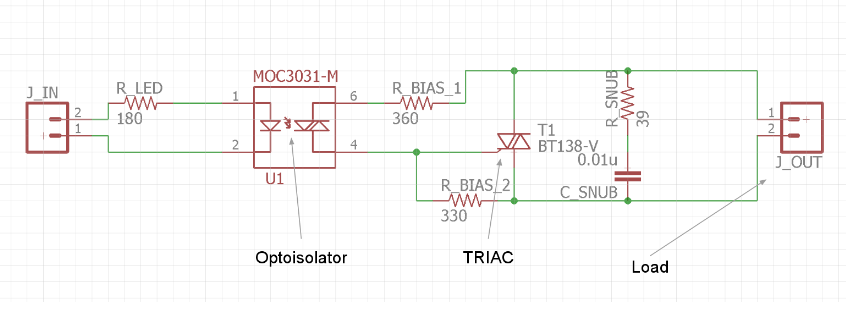 MOC3031-M
J_IN
R_LED
R_BIAS_1
R_SNUB
2
1
6
1
180
360
39
1
2
4
2
T1
BT138-V
0.01u
J_OUT
U1
R_BIAS_2
330
C_SNUB
Optoisolator
TRIAC
Load